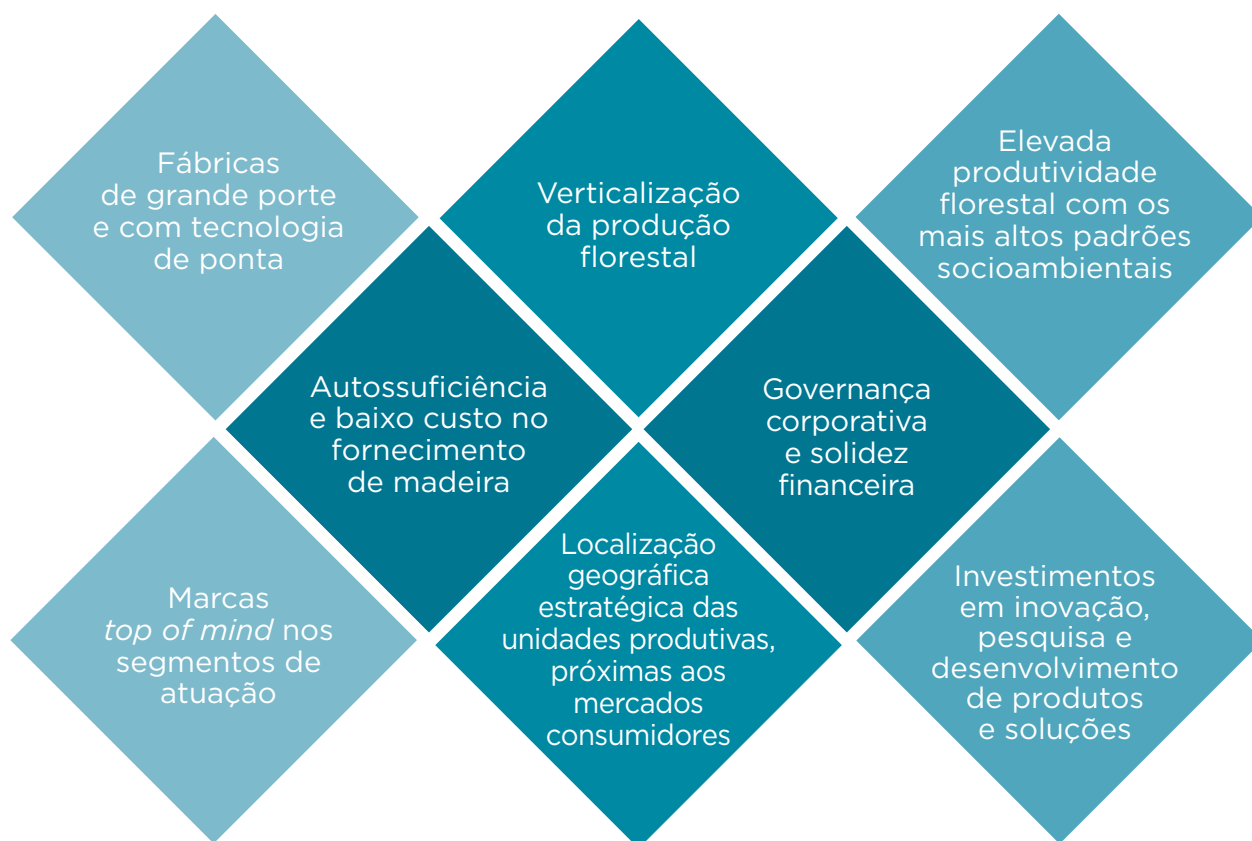 Fábricas
de grande porte
e com tecnologia
de ponta
Verticalização
da produção
florestal
Elevada
produtividade
florestal com os
mais altos padrões
socioambientais
Autossuficiência
e baixo custo no
fornecimento
de madeira
Governança
corporativa
e solidez
financeira
Marcas
top of mind nos
segmentos de
atuação
Localização
geográfica
estratégica das
unidades produtivas,
próximas aos
mercados
consumidores
Investimentos
em inovação,
pesquisa e
desenvolvimento
de produtos
e soluções